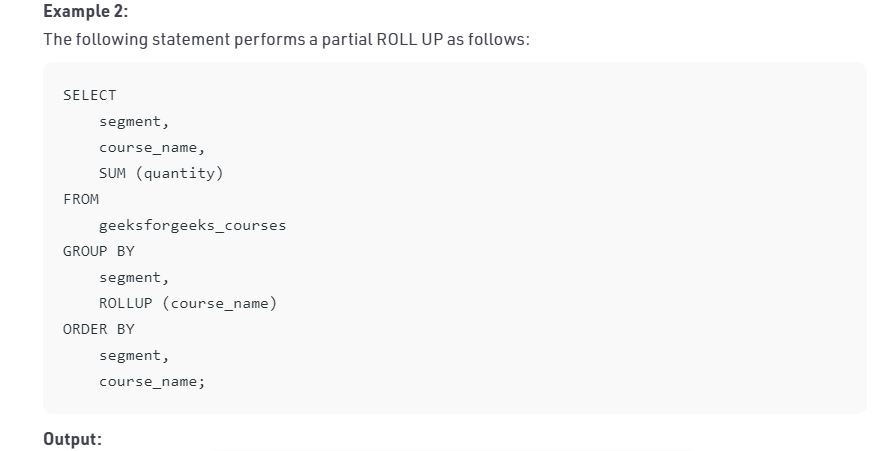 Example 2:
The following statement performs a partial ROLL UP as follows:
SELECT
    segment,
    course_name,
    SUM (quantity)
FROM
    geeksforgeeks_courses
GROUP BY
    segment,
    ROLLUP (course_name)
ORDER BY
    segment,
    course_name;
Output: